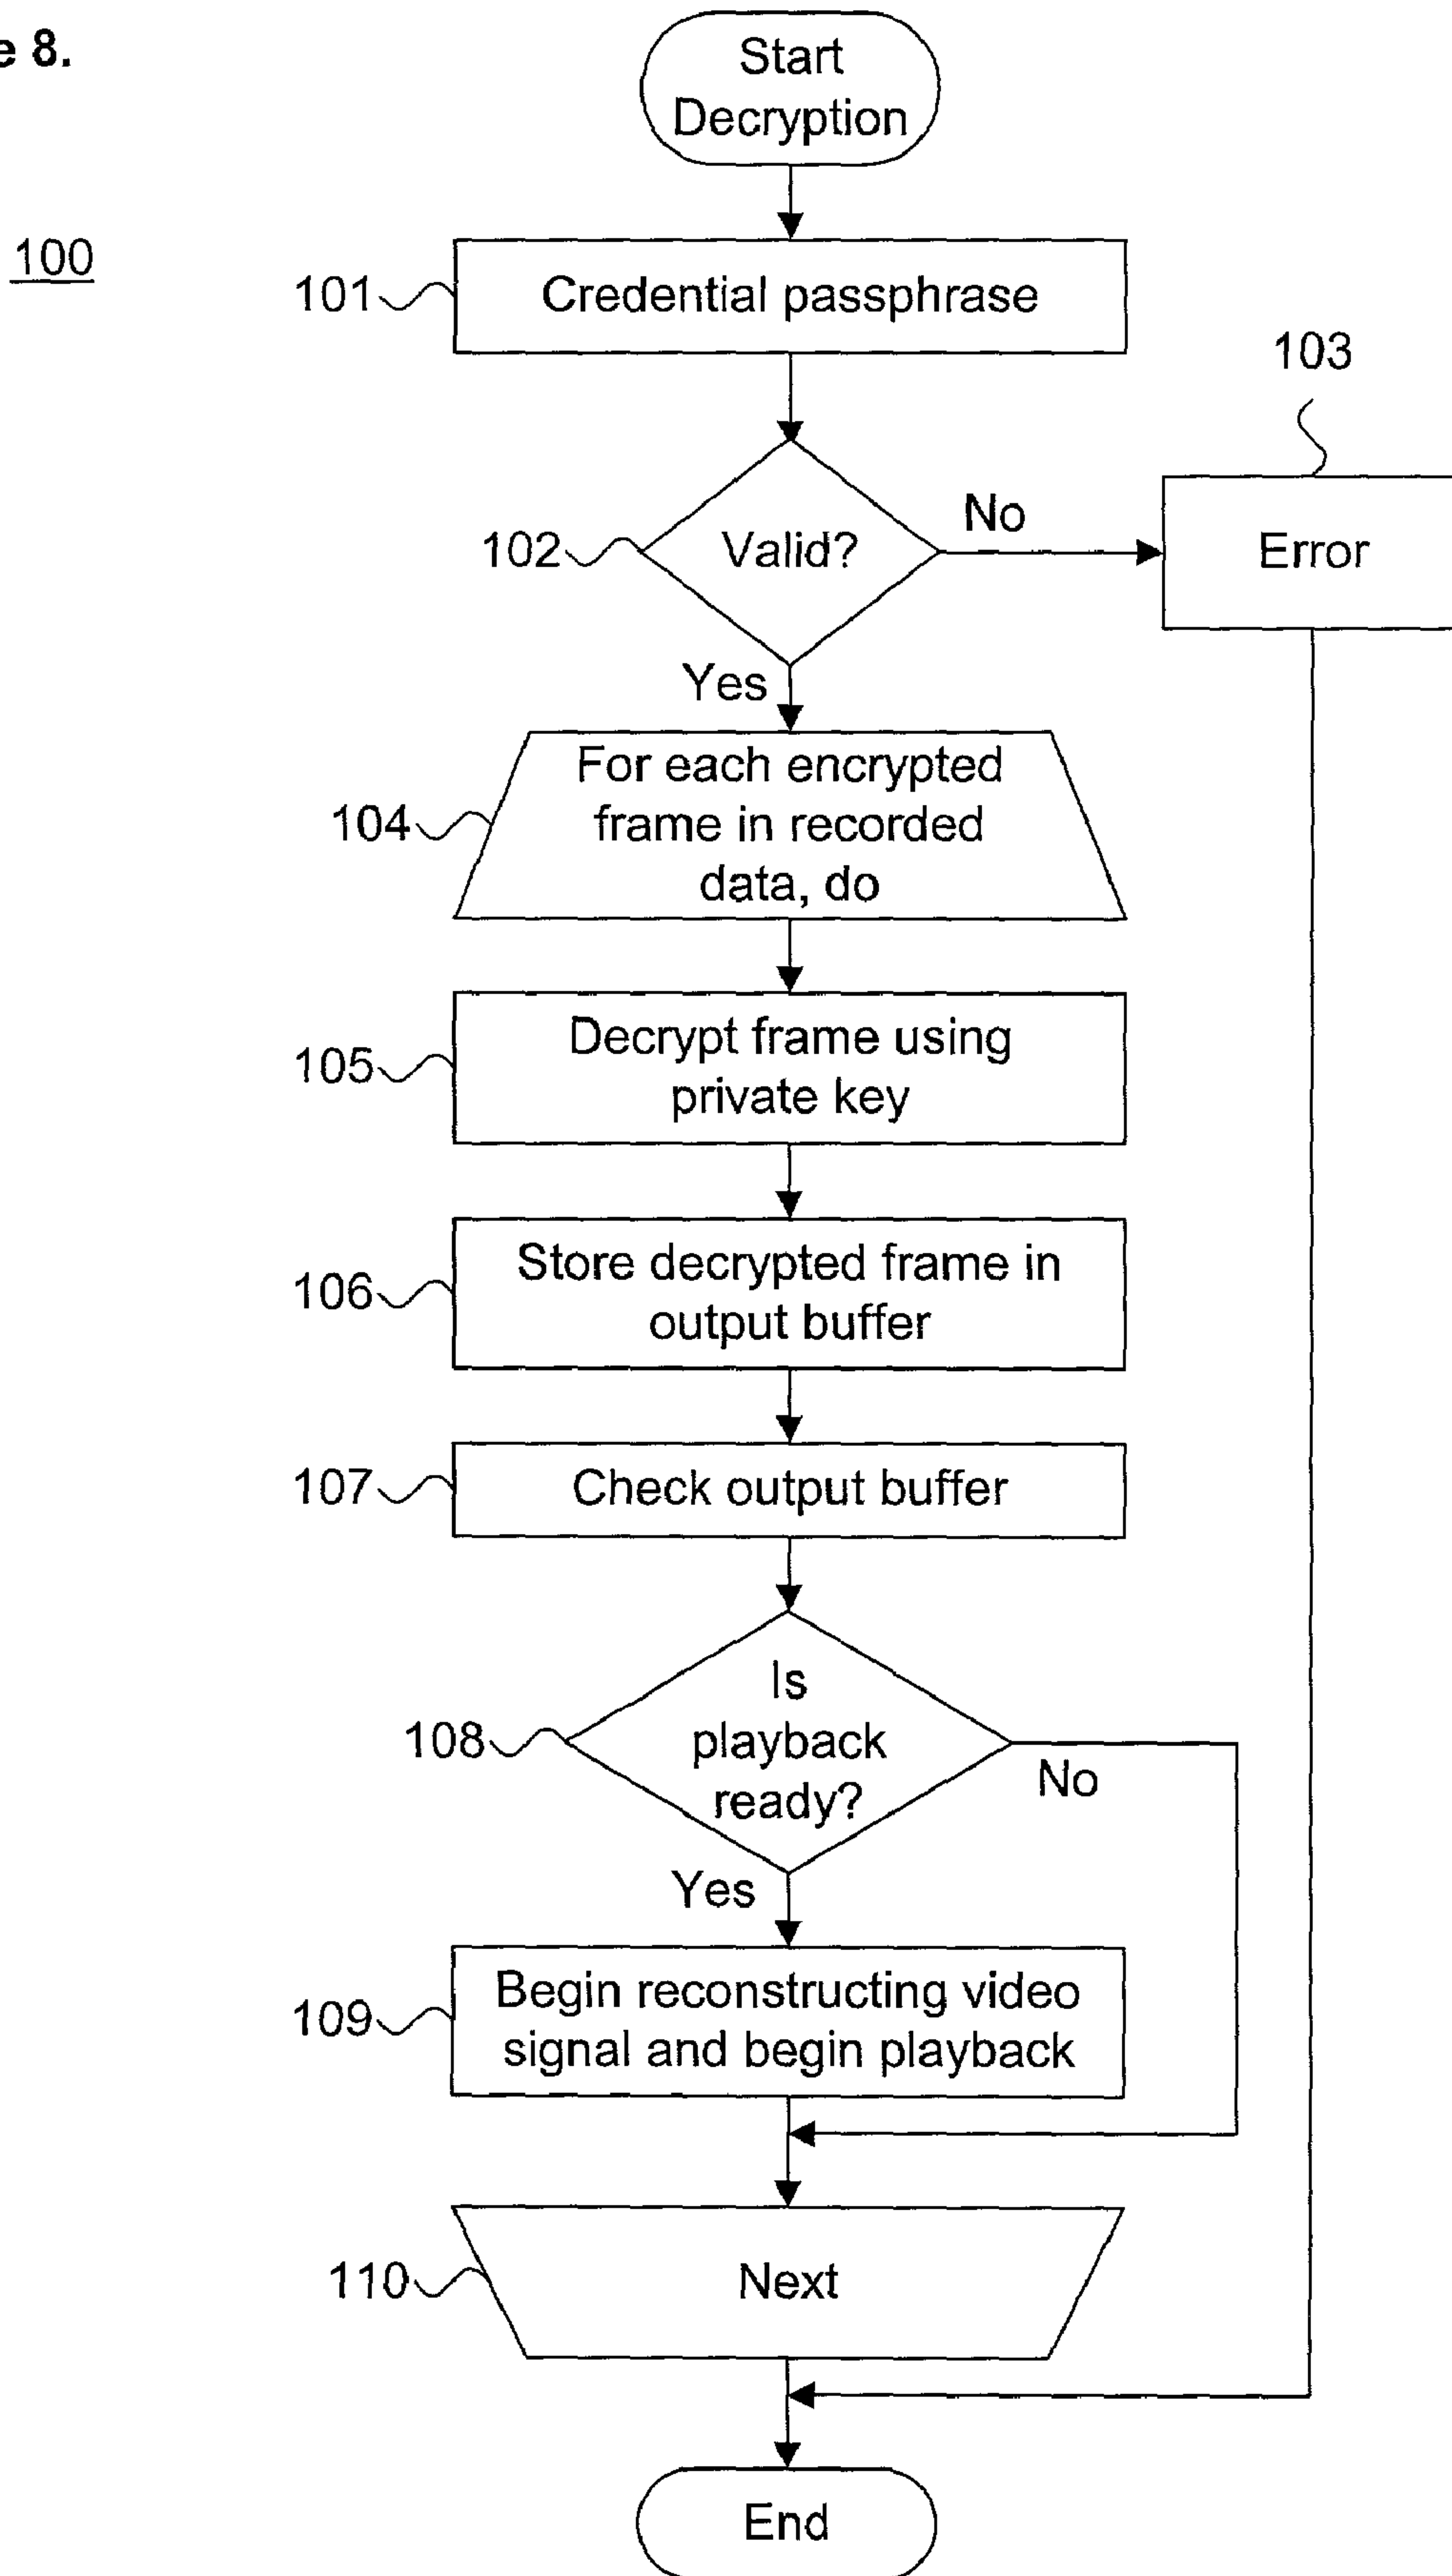 e 8.
Start
Decryption
100
101
Credential passphrase
103
102
Valid?
No
Error
Yes
104
For each encrypted
frame in recorded
data, do
105
Decrypt frame using
private key
106
Store decrypted frame in
output buffer
107
Check output buffer
108
Is
playback
ready?
No
Yes
109
Begin reconstructing video
signal and begin playback
110
Next
End